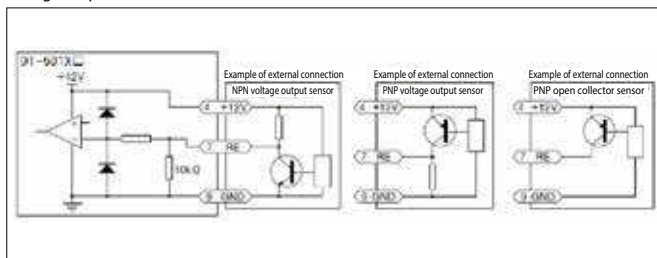 +12V
10kΩ
Example of external connection
NPN voltage output sensor
4 +12V
7 RE
9 GND
Example of external connection
PNP voltage output sensor
4 +12V
7 RE
9 GND
Example of external connection
PNP open collector sensor
4 +12V
7 RE
9 GND